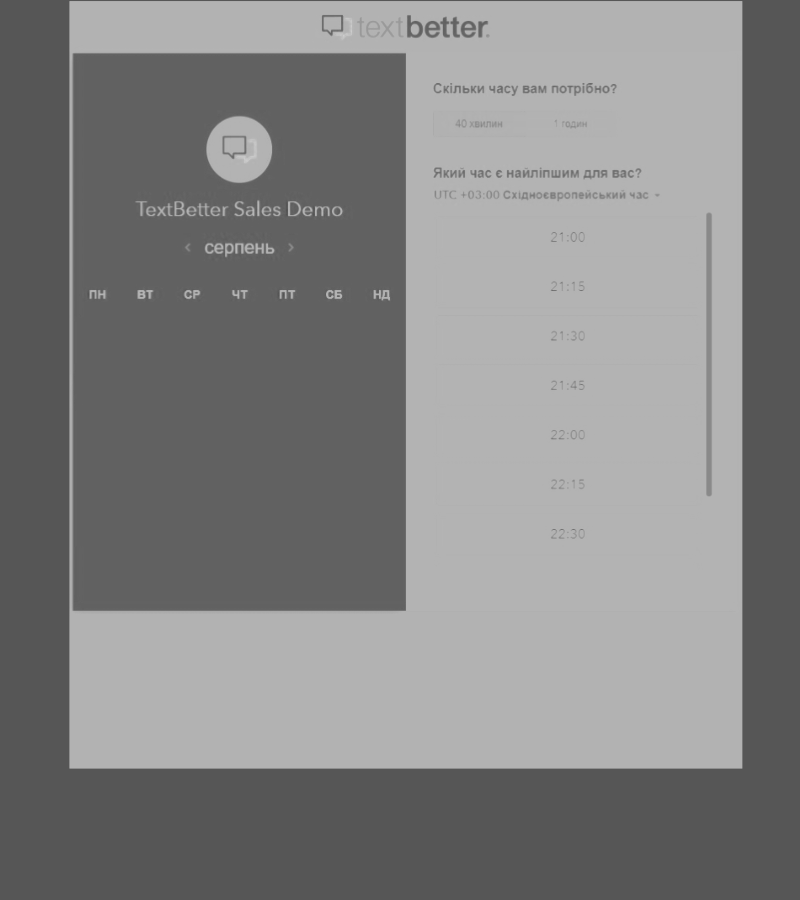 textbetter.
TextBetter Sales Demo
‹ серпень ›
ПН ВТ СР ЧТ ПТ СБ НД
Скільки часу вам потрібно?
40 хвилин 1 годин
Який час є найліпшим для вас?
UTC +03:00 Східноєвропейський час
21:00
21:15
21:30
21:45
22:00
22:15
22:30